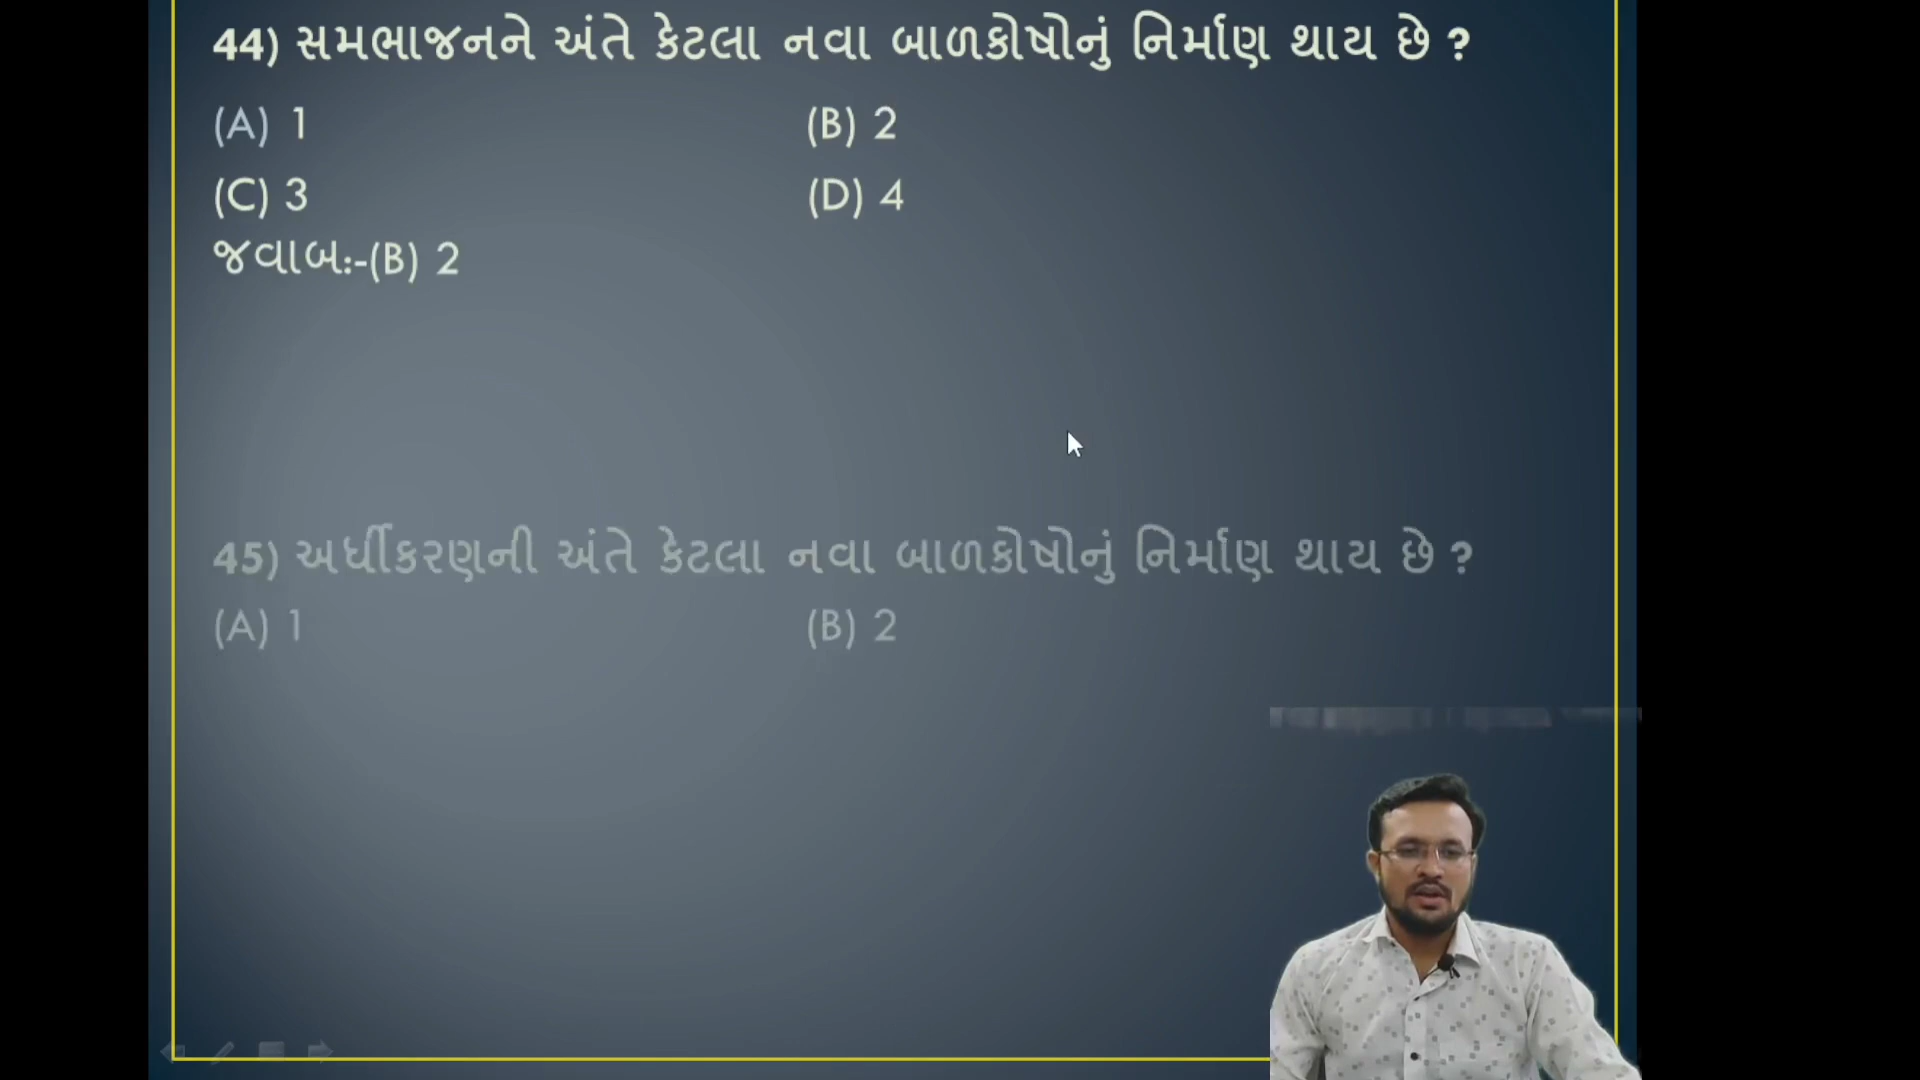 44) સમભાજનને અંતે કેટલા નવા બાળકોષોનું નિર્માણ થાય છે ?
(A) 1 (B) 2
(C) 3 (D) 4
જવાબઃ-(B) 2
45) અર્ધીકરણની અંતે કેટલા નવા બાળકોષોનું નિર્માણ થાય છે ?
(A) 1 (B) 2